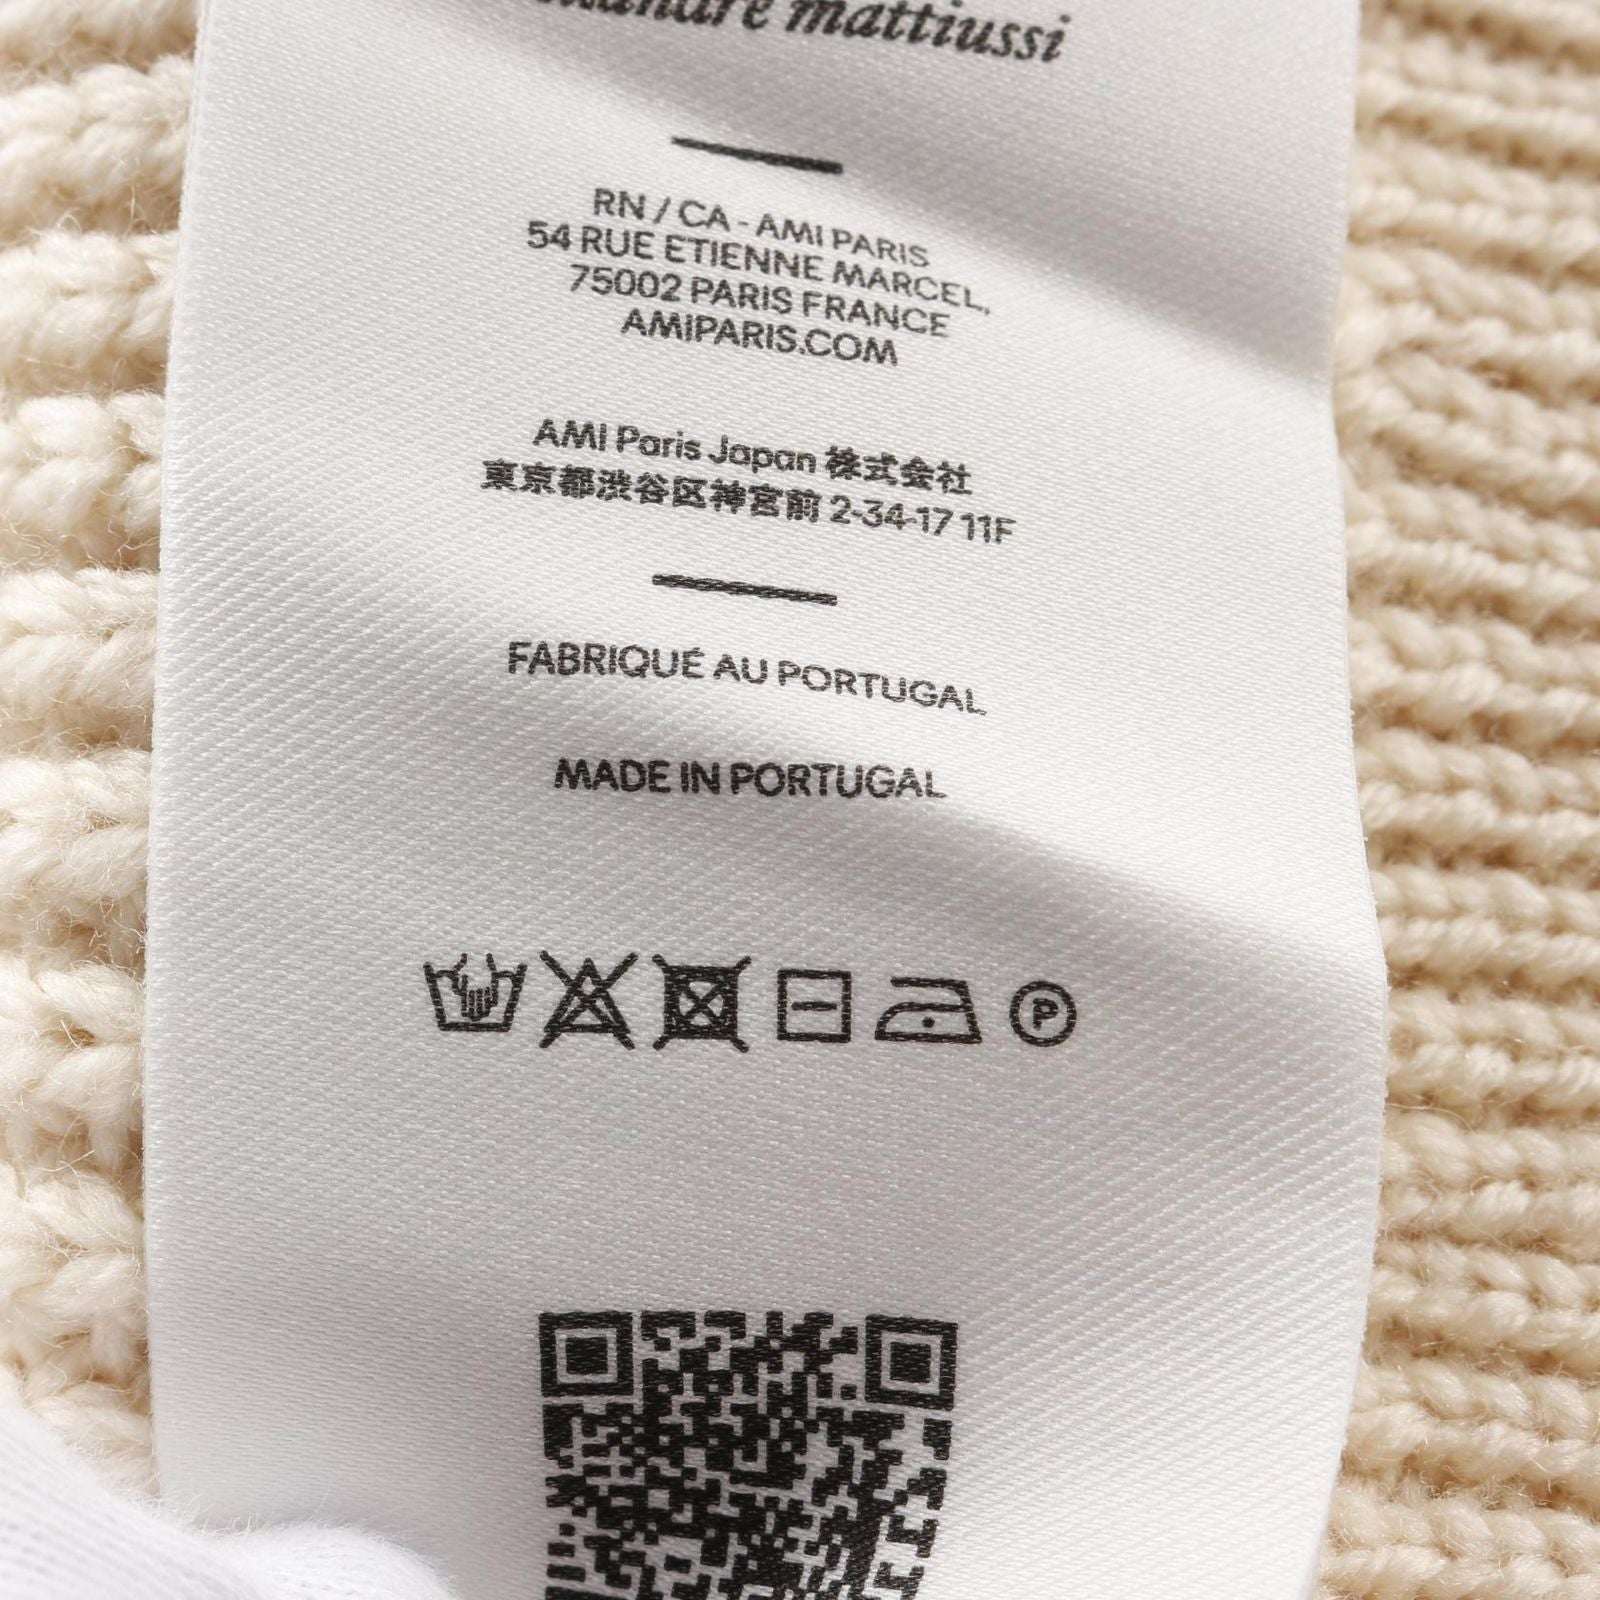 mattiussi
RN / CA - AMI PARIS
54 RUE ETIENNE MARCEL,
75002 PARIS FRANCE
AMIPARIS.COM
AMI Paris Japan 株式会社
東京都渋谷区神宮前 2-34-17 11F
FABRIQUÉ AU PORTUGAL
MADE IN PORTUGAL
P